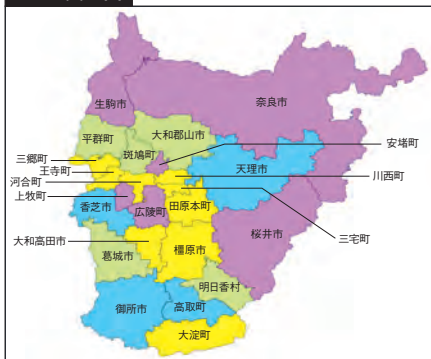 生駒市
奈良市
平群町
大和郡山市
三郷町
斑鳩町
安堵町
王寺町
天理市
川西町
河合町
上牧町
香芝市
広陵町
田原本町
三宅町
大和高田市
橿原市
桜井市
葛城市
明日香村
御所市
高取町
大淀町